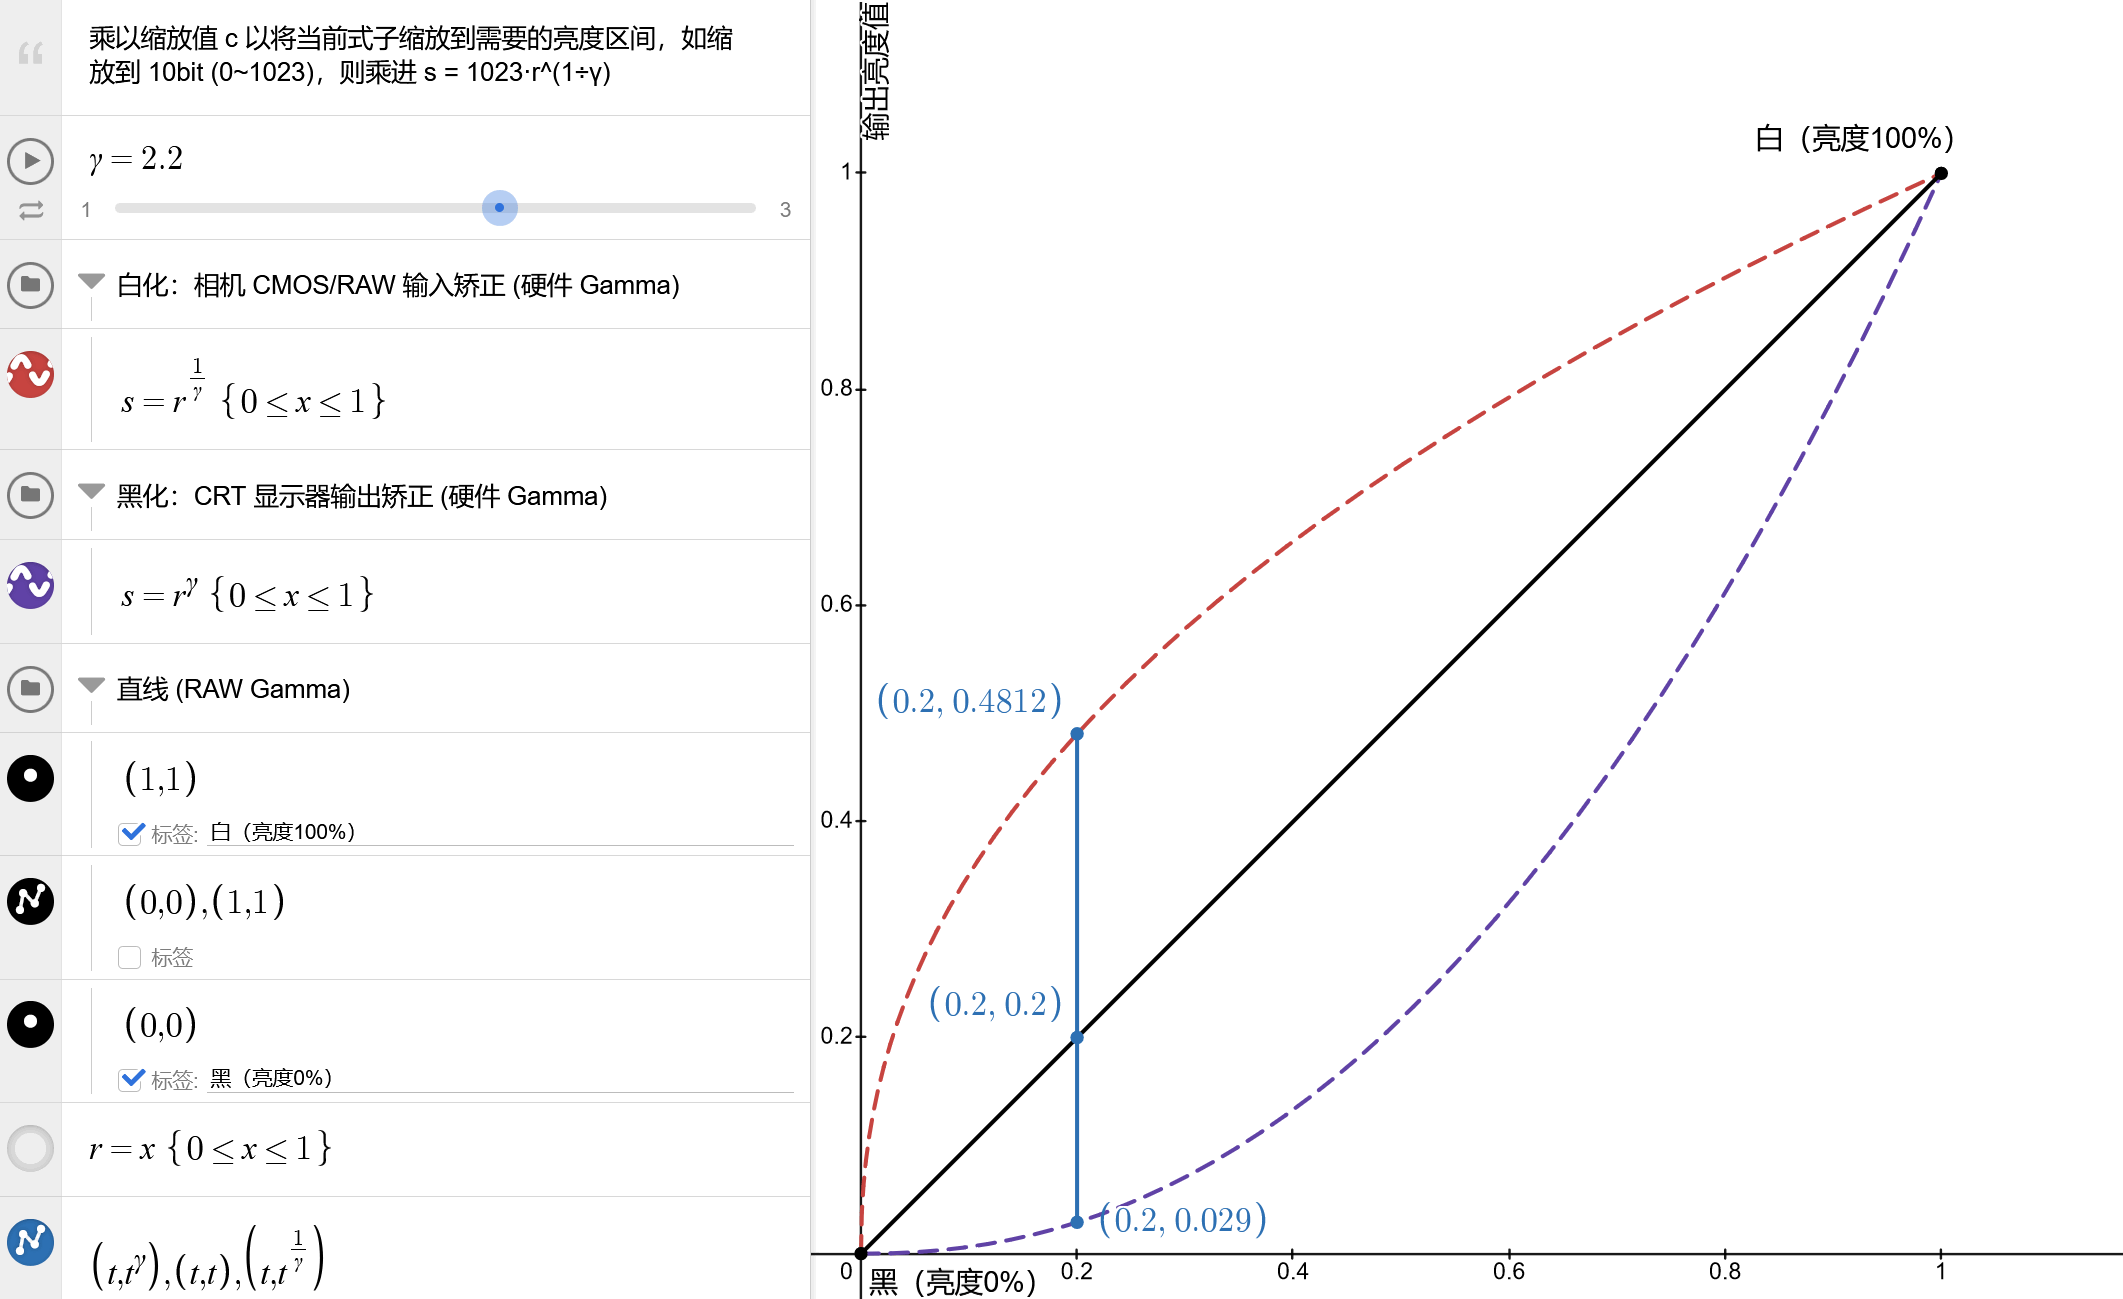 乘以缩放值 c 以将当前式子缩放到需要的亮度区间，如缩
放到 10bit (0~1023)，则乘进 s = 1023·r^(1÷γ)
γ = 2.2
1
3
白化：相机 CMOS/RAW 输入矫正 (硬件 Gamma)
s = r^{\frac{1}{γ}} {0 ≤ x ≤ 1}
黑化：CRT 显示器输出矫正 (硬件 Gamma)
s = r^γ {0 ≤ x ≤ 1}
直线 (RAW Gamma)
(1,1)
标签: 白（亮度100%）
(0,0),(1,1)
标签
(0,0)
标签: 黑（亮度0%）
r = x {0 ≤ x ≤ 1}
(t,t^γ),(t,t),(t,t^{\frac{1}{γ}})
输出亮度值
白（亮度100%）
1
0.8
0.6
(0.2, 0.4812)
0.4
(0.2, 0.2)
0.2
(0.2, 0.029)
0
0.2
0.4
0.6
0.8
1
黑（亮度0%）